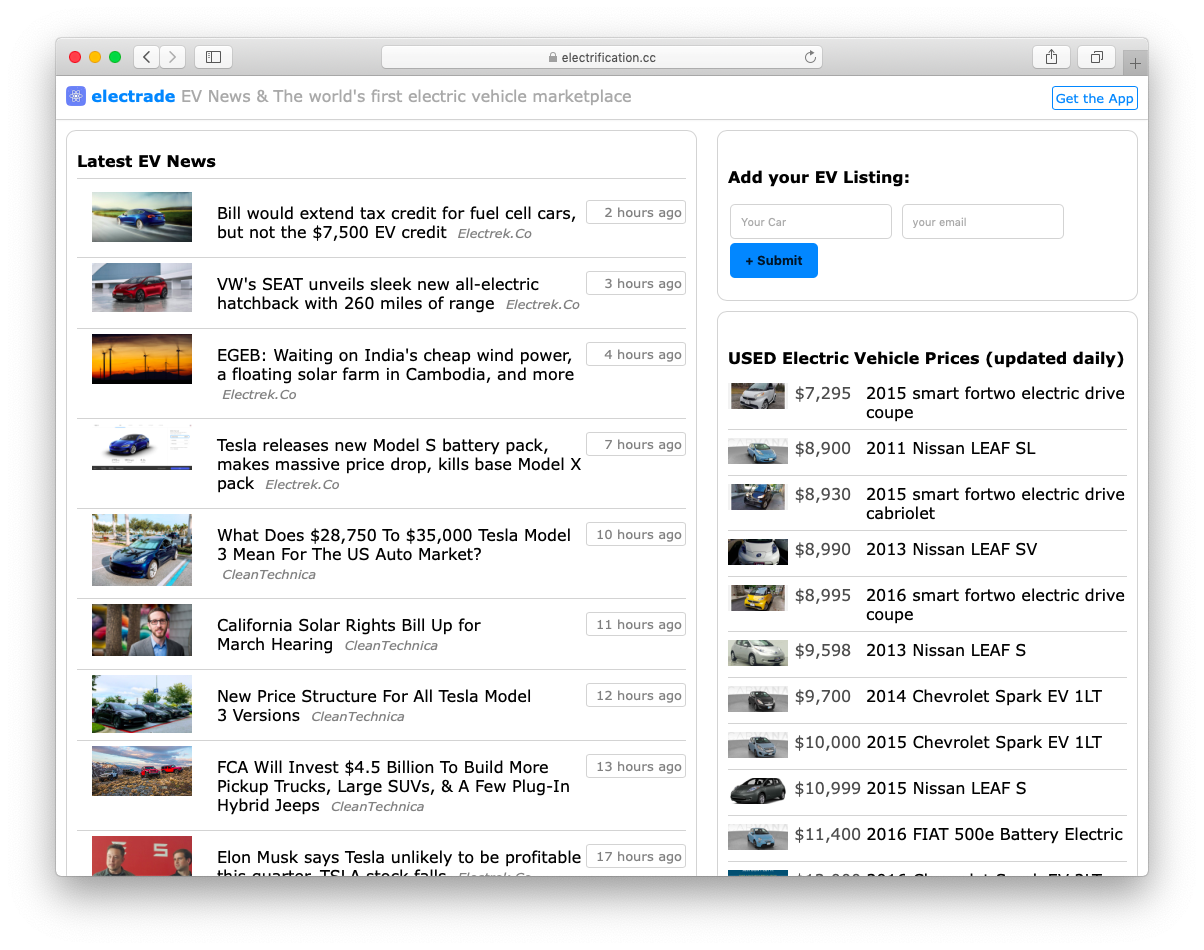 electrification.cc
electrade EV News & The world's first electric vehicle marketplace
Get the App
Latest EV News
Bill would extend tax credit for fuel cell cars,
but not the $7,500 EV credit Electrek.Co
2 hours ago
VW's SEAT unveils sleek new all-electric
hatchback with 260 miles of range Electrek.Co
3 hours ago
EGEB: Waiting on India's cheap wind power,
a floating solar farm in Cambodia, and more
Electrek.Co
4 hours ago
Tesla releases new Model S battery pack,
makes massive price drop, kills base Model X
pack Electrek.Co
7 hours ago
What Does $28,750 To $35,000 Tesla Model
3 Mean For The US Auto Market?
CleanTechnica
10 hours ago
California Solar Rights Bill Up for
March Hearing CleanTechnica
11 hours ago
New Price Structure For All Tesla Model
3 Versions CleanTechnica
12 hours ago
FCA Will Invest $4.5 Billion To Build More
Pickup Trucks, Large SUVs, & A Few Plug-In
Hybrid Jeeps CleanTechnica
13 hours ago
Elon Musk says Tesla unlikely to be profitable
this quarter, TSLA stock falls Electrek.Co
17 hours ago
Add your EV Listing:
Your Car
your email
+ Submit
USED Electric Vehicle Prices (updated daily)
$7,295 2015 smart fortwo electric drive
coupe
$8,900 2011 Nissan LEAF SL
$8,930 2015 smart fortwo electric drive
cabriolet
$8,990 2013 Nissan LEAF SV
$8,995 2016 smart fortwo electric drive
coupe
$9,598 2013 Nissan LEAF S
$9,700 2014 Chevrolet Spark EV 1LT
$10,000 2015 Chevrolet Spark EV 1LT
$10,999 2015 Nissan LEAF S
$11,400 2016 FIAT 500e Battery Electric
2016 Chevrolet Spark EV 2LT